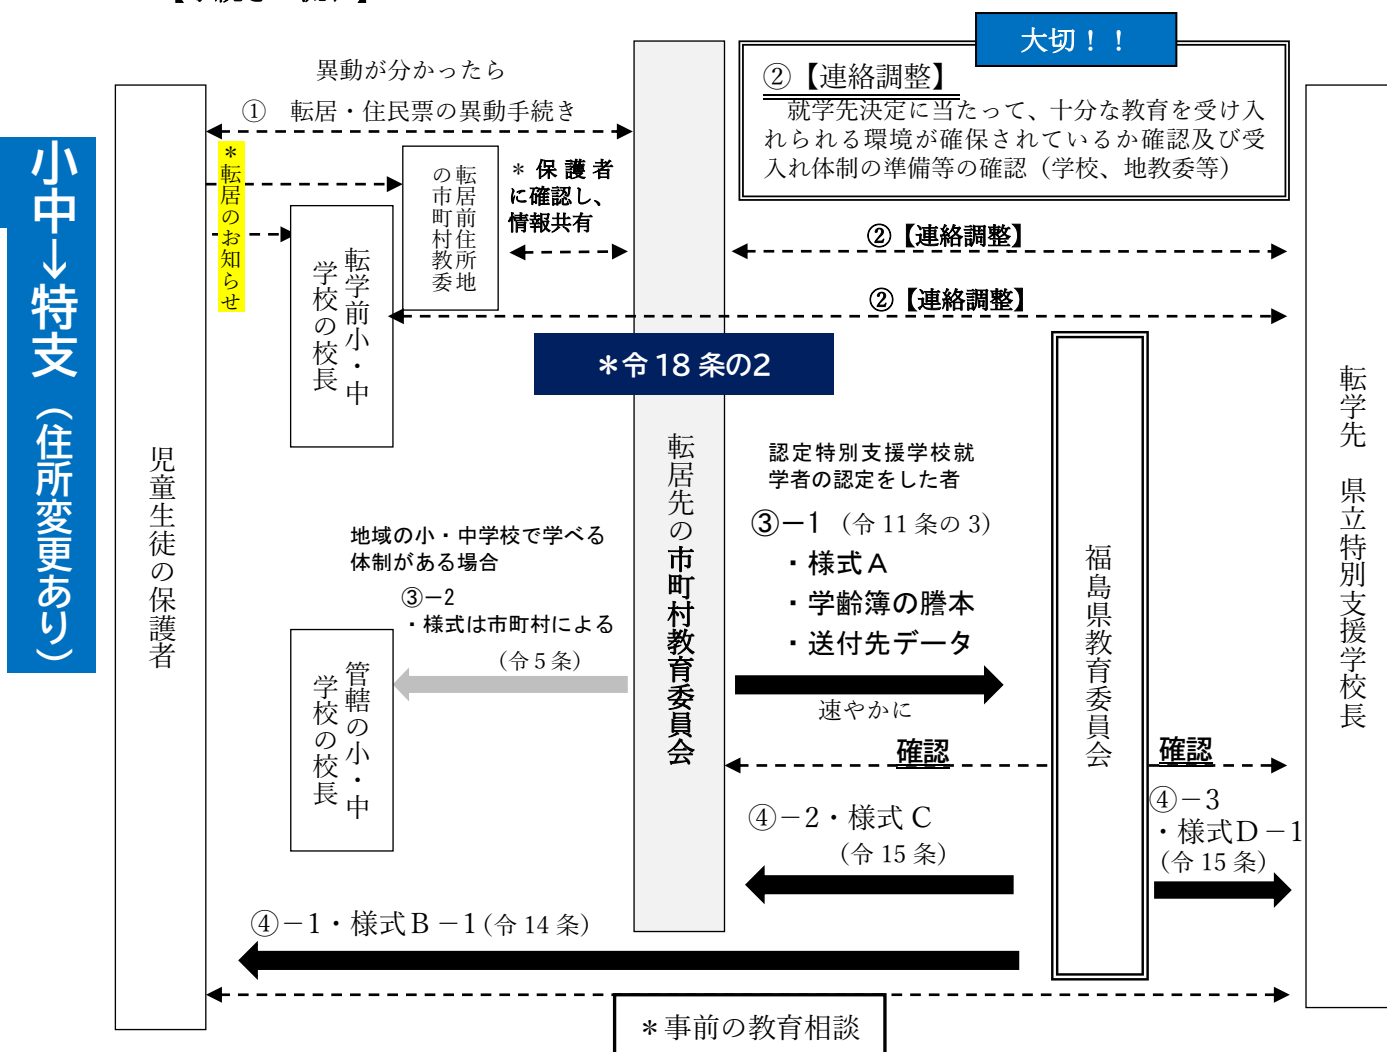 大切！！
②【連絡調整】
就学先決定に当たって、十分な教育を受け入
れられる環境が確保されているか確認及び受
入れ体制の準備等の確認（学校、地教委等）
小中→特支（住所変更あり）
児童生徒の保護者
異動が分かったら
①　転居・住民票の異動手続き
＊転居のお知らせ
転居前住所地
の市町村教委
＊保護者
に確認し、
情報共有
転学前小・中
学校の校長
②【連絡調整】
②【連絡調整】
＊令18条の2
転居先の市町村教育委員会
認定特別支援学校就
学者の認定をした者
③－1（令11条の3）
・様式A
・学齢簿の謄本
・送付先データ
速やかに
地域の小・中学校で学べる
体制がある場合
③－2
・様式は市町村による
（令5条）
管轄の小・中
学校の校長
福島県教育委員会
転学先　県立特別支援学校長
確認
確認
④－2・様式C
（令15条）
④－3
・様式D－1
（令15条）
④－1・様式B－1（令14条）
＊事前の教育相談